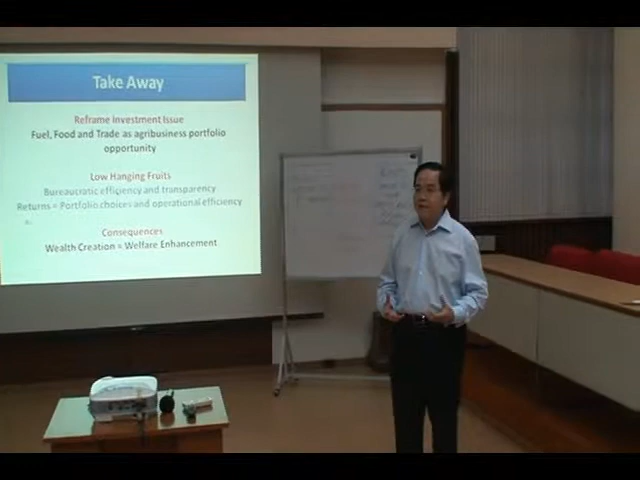 Take Away
Reframe Investment Issue
Fuel, Food and Trade as agribusiness portfolio
opportunity
Low Hanging Fruits
Bureaucratic efficiency and transparency
Returns = Portfolio choices and operational efficiency
Consequences
Wealth Creation = Welfare Enhancement